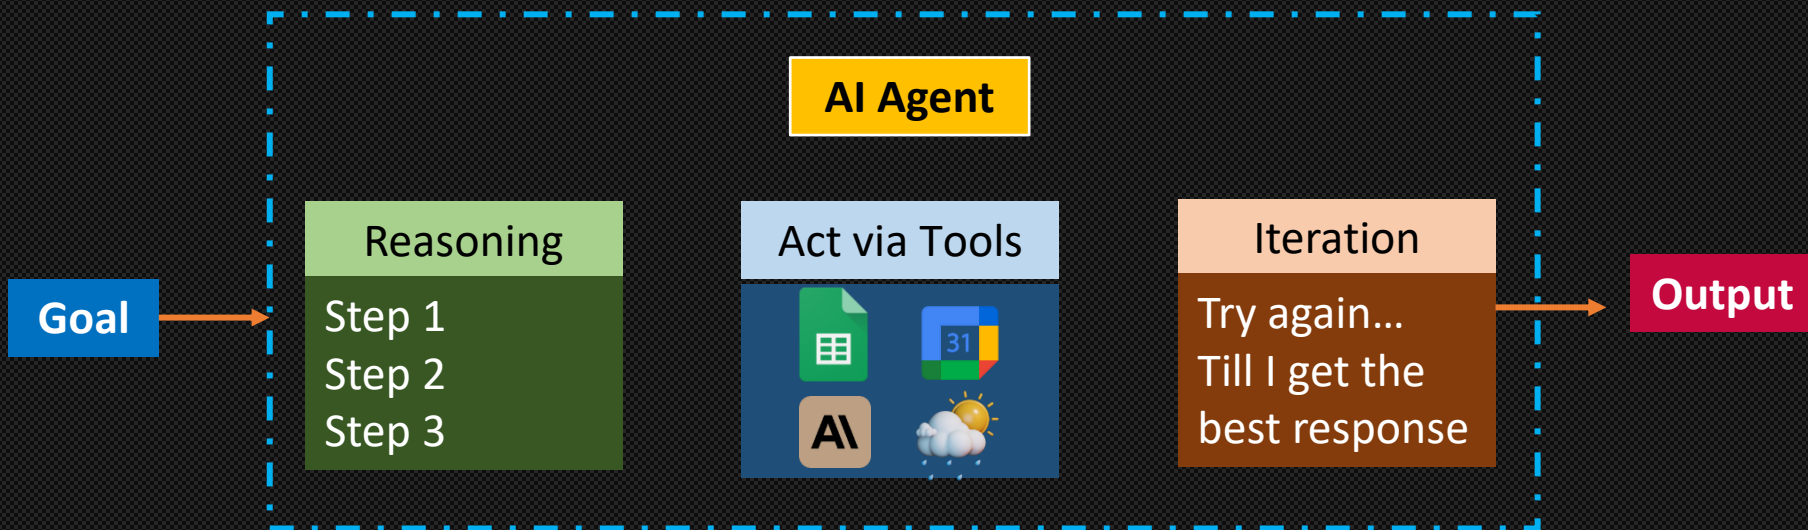 AI Agent
Goal
Reasoning
Step 1
Step 2
Step 3
Act via Tools
31
A\
Iteration
Try again...
Till I get the
best response
Output